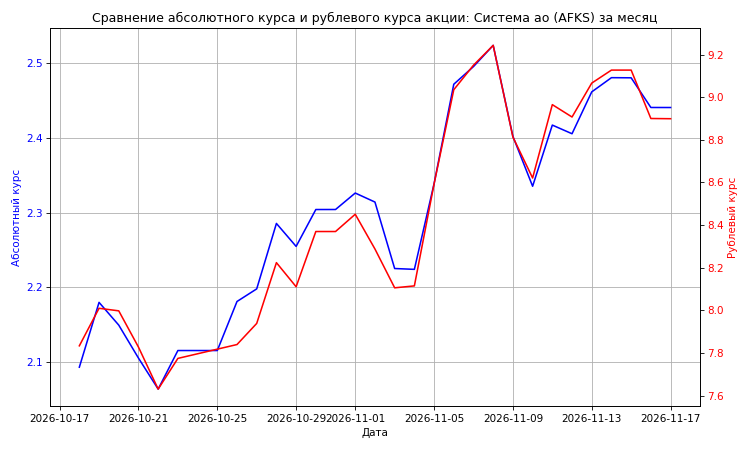 Сравнение абсолютного курса и рублевого курса акции: Система ао (AFKS) за месяц
Абсолютный курс
2.5
2.4
2.3
2.2
2.1
9.2
9.0
8.8
8.6
8.4
8.2
8.0
7.8
7.6
Рублевый курс
2026-10-17 2026-10-21 2026-10-25 2026-10-29 2026-11-01 2026-11-05 2026-11-09 2026-11-13 2026-11-17
Дата